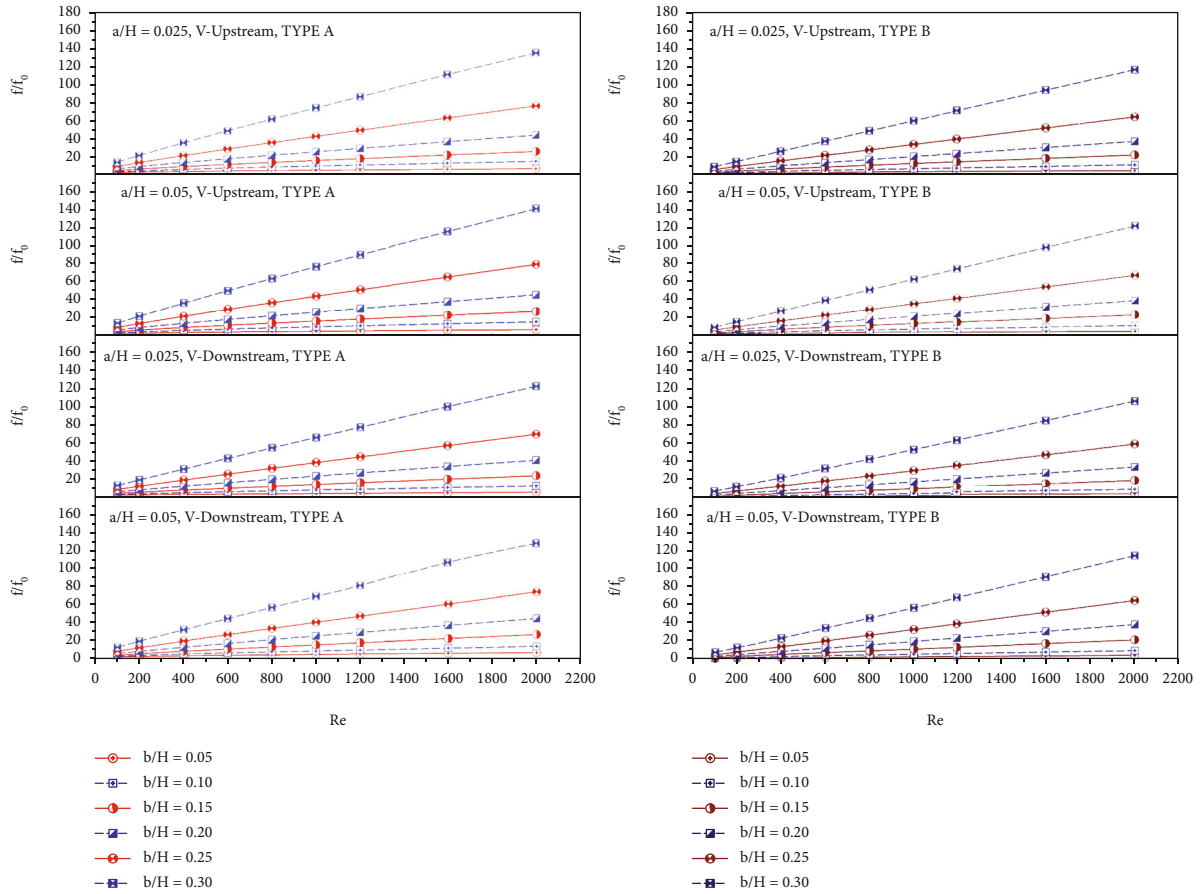 a/H = 0.025, V-Upstream, TYPE A
f/f0
180
160
140
120
100
80
60
40
20
a/H = 0.05, V-Upstream, TYPE A
f/f0
160
140
120
100
80
60
40
20
a/H = 0.025, V-Downstream, TYPE A
f/f0
160
140
120
100
80
60
40
20
a/H = 0.05, V-Downstream, TYPE A
f/f0
160
140
120
100
80
60
40
20
0
0 200 400 600 800 1000 1200 1400 1600 1800 2000 2200
Re
b/H = 0.05
b/H = 0.10
b/H = 0.15
b/H = 0.20
b/H = 0.25
b/H = 0.30
a/H = 0.025, V-Upstream, TYPE B
f/f0
180
160
140
120
100
80
60
40
20
a/H = 0.05, V-Upstream, TYPE B
f/f0
160
140
120
100
80
60
40
20
a/H = 0.025, V-Downstream, TYPE B
f/f0
160
140
120
100
80
60
40
20
a/H = 0.05, V-Downstream, TYPE B
f/f0
160
140
120
100
80
60
40
20
0
0 200 400 600 800 1000 1200 1400 1600 1800 2000 2200
Re
b/H = 0.05
b/H = 0.10
b/H = 0.15
b/H = 0.20
b/H = 0.25
b/H = 0.30